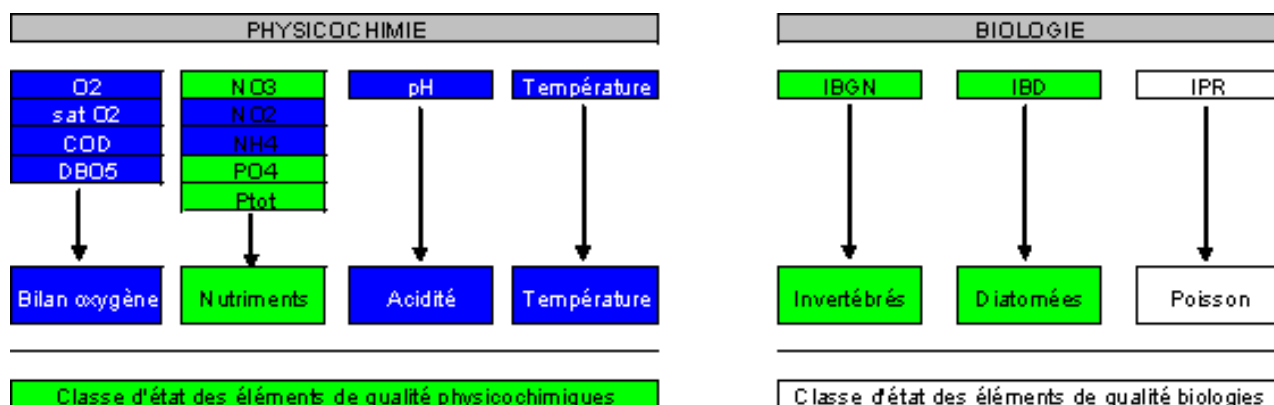 PHYSICOCHIMIE
BIOLOGIE
O2
sat O2
COD
DBO5
NO3
NO2
NH4
PO4
Ptot
pH
Température
IBGN
IBD
IPR
Bilan oxygène
Nutriments
Acidité
Température
Invertébrés
Diatomées
Poisson
Classe d'état des éléments de qualité physicochimiques
Classe d'état des éléments de qualité biologies